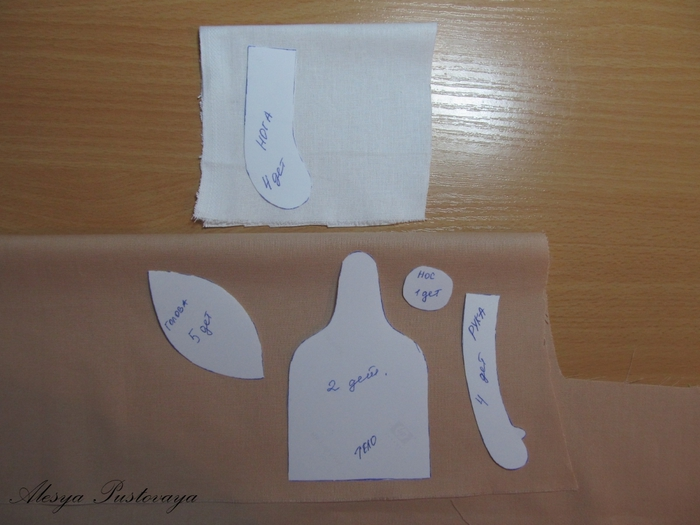 НОГА
4 дет
голова
5 дет
2 дет.
ТЕЛО
НОС
1 дет
РУКА
4 дет
Alesya Pustovaya